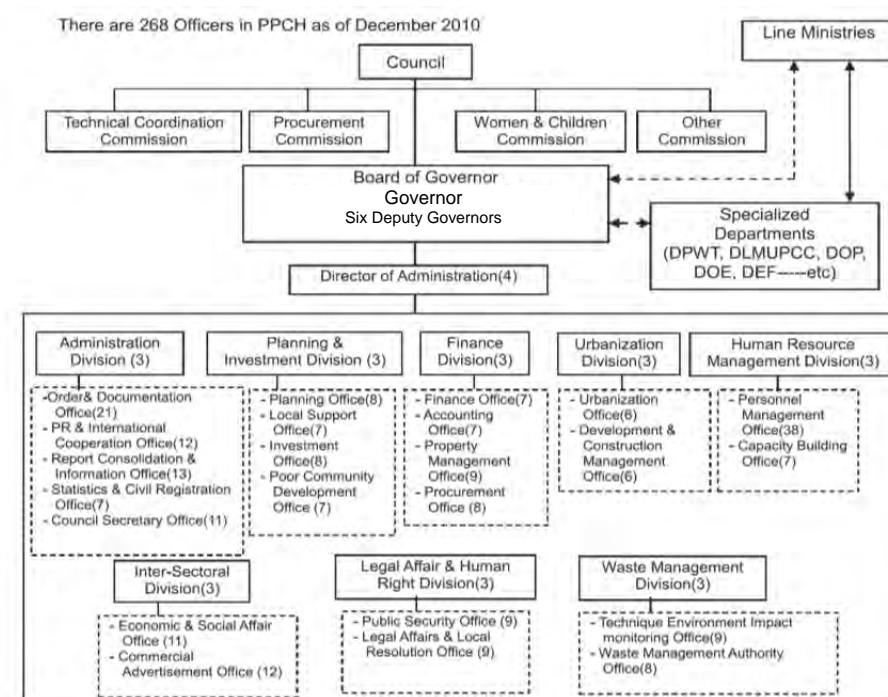 There are 268 Officers in PPCH as of December 2010
Line Ministries
Council
Technical Coordination
Commission
Procurement
Commission
Women & Children
Commission
Other
Commission
Board of Governor
Governor
Six Deputy Governors
Specialized
Departments
(DPWT, DLMUPCC, DOP,
DOE, DEF-----etc)
Director of Administration(4)
Administration
Division (3)
-Order& Documentation
Office(21)
- PR & International
Cooperation Office(12)
- Report Consolidation &
Information Office(13)
- Statistics & Civil Registration
Office(7)
- Council Secretary Office(11)
Planning &
Investment Division (3)
- Planning Office(8)
- Local Support
Office(7)
- Investment
Office(8)
- Poor Community
Development
Office (7)
Finance
Division(3)
- Finance Office(7)
- Accounting
Office(7)
- Property
Management
Office(9)
- Procurement
Office (8)
Urbanization
Division(3)
- Urbanization
Office(6)
- Development &
Construction
Management
Office(6)
Human Resource
Management Division(3)
- Personnel
Management
Office(38)
- Capacity Building
Office(7)
Inter-Sectoral
Division(3)
- Economic & Social Affair
Office (11)
- Commercial
Advertisement Office (12)
Legal Affair & Human
Right Division(3)
- Public Security Office (9)
- Legal Affairs & Local
Resolution Office (9)
Waste Management
Division(3)
- Technique Environment Impact
monitoring Office(9)
- Waste Management Authority
Office(8)